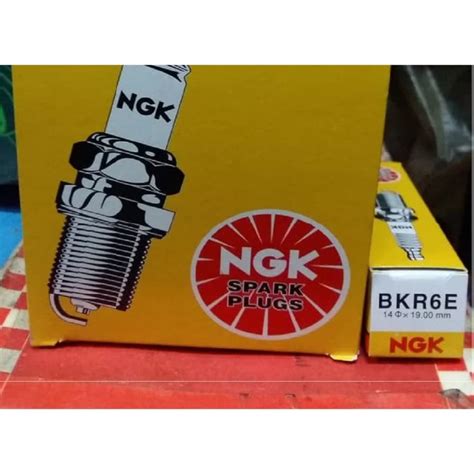 NGK
NGK
SPARK
PLUGS
BKR6E
14 Φ x 19.00 mm
NGK